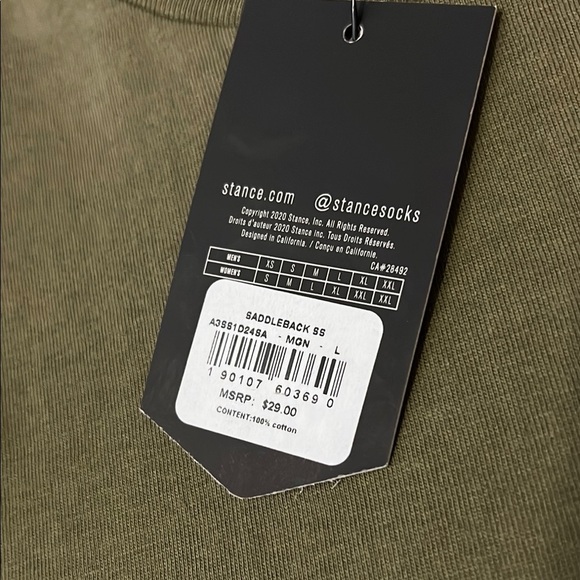 stance.com @stancesocks
Copyright 2020 Stance, Inc. All Rights Reserved.
Droits d'auteur 2020 Stance Inc. Tous Droits Réservés.
Designed in California. / Conçu en Californie.
CA#28492
MEN'S XS S M L XL XXL
WOMEN'S S M L XL XXL XXL
SADDLEBACK SS
A3SS1D24SA - MGN - L
1 90107 60369 0
MSRP: $29.00
CONTENT:100% cotton